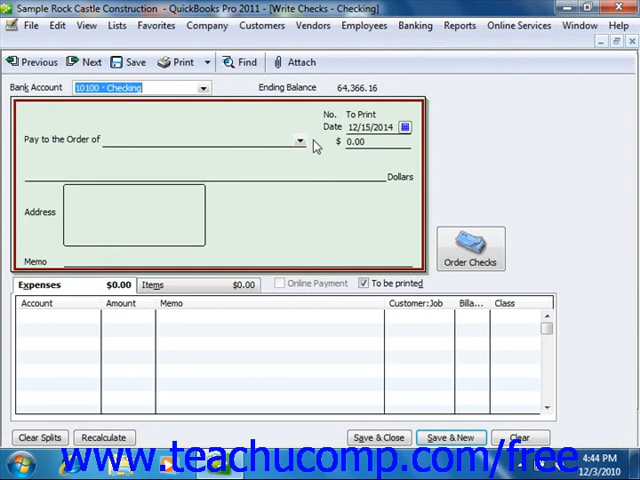 Sample Rock Castle Construction - QuickBooks Pro 2011 - [Write Checks - Checking]
File Edit View Lists Favorites Company Customers Vendors Employees Banking Reports Online Services Window Help
Previous Next Save Print Find Attach
Bank Account 10100 · Checking Ending Balance 64,366.16
No. To Print
Date 12/15/2014
Pay to the Order of $ 0.00
Dollars
Address
Order Checks
Memo
Expenses $0.00 Items $0.00 Online Payment To be printed
Account Amount Memo Customer:Job Billa... Class
Clear Splits Recalculate Save & Close Save & New Clear
www.teachucomp.com/free
4:44 PM
12/3/2010